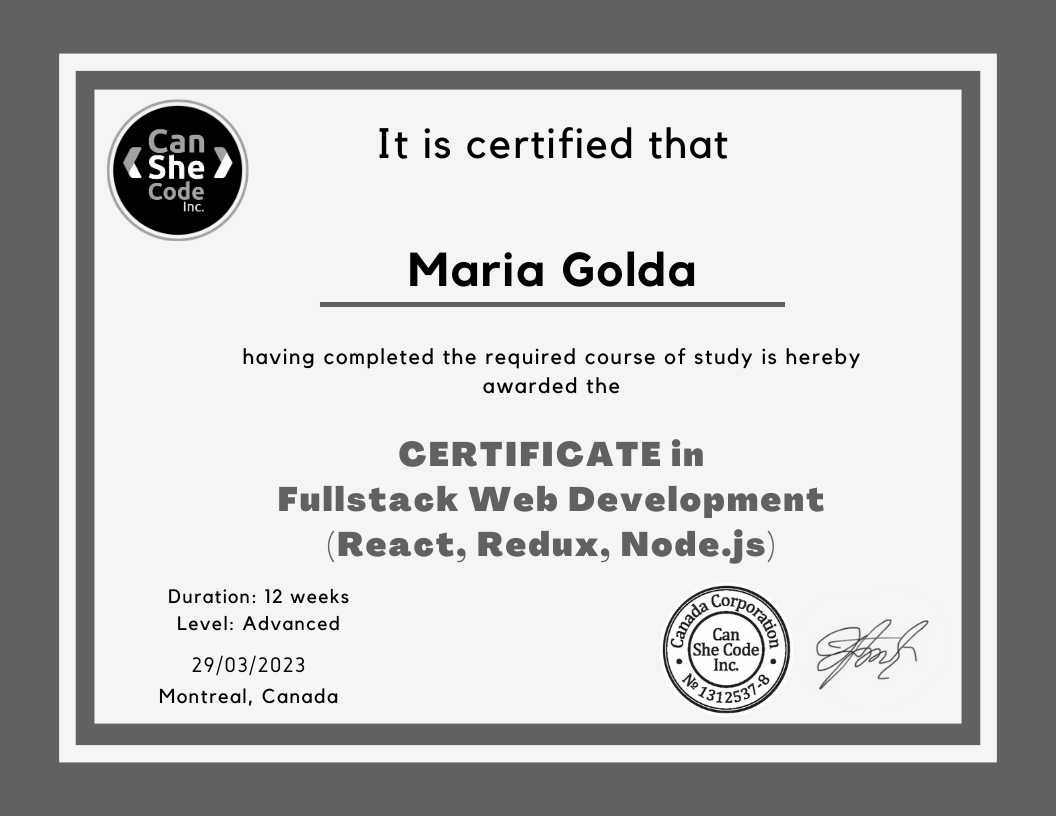 Can
She
Code
Inc.
It is certified that
Maria Golda
having completed the required course of study is hereby
awarded the
CERTIFICATE in
Fullstack Web Development
(React, Redux, Node.js)
Duration: 12 weeks
Level: Advanced
29/03/2023
Montreal, Canada
Canada Corporation
Can
She Code
Inc.
№ 1312537-8